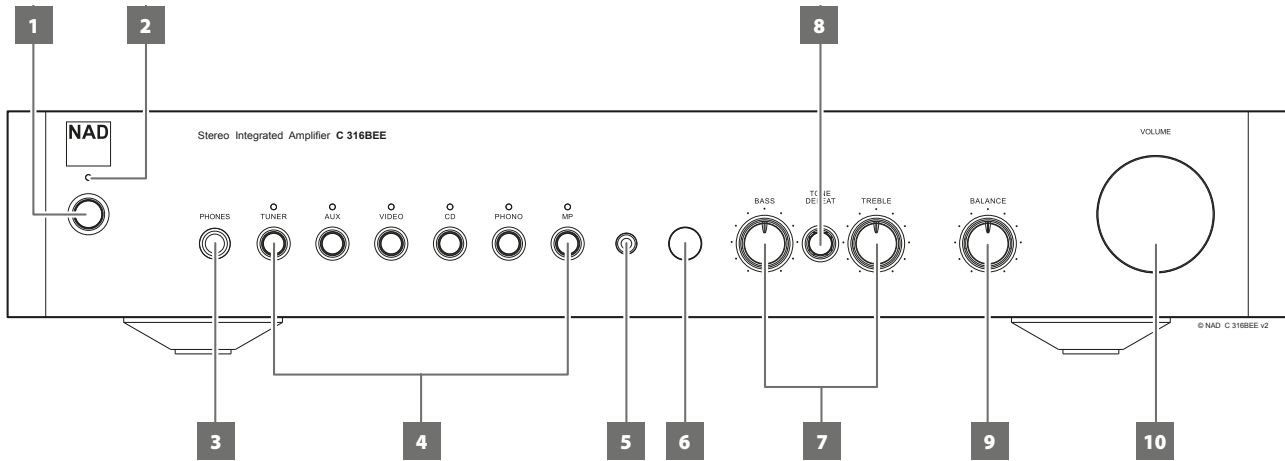 1
2
8
NAD
Stereo Integrated Amplifier C 316BEE
VOLUME
PHONES
TUNER
AUX
VIDEO
CD
PHONO
MP
BASS
TONE
DEFEAT
TREBLE
BALANCE
© NAD C 316BEE v2
3
4
5
6
7
9
10